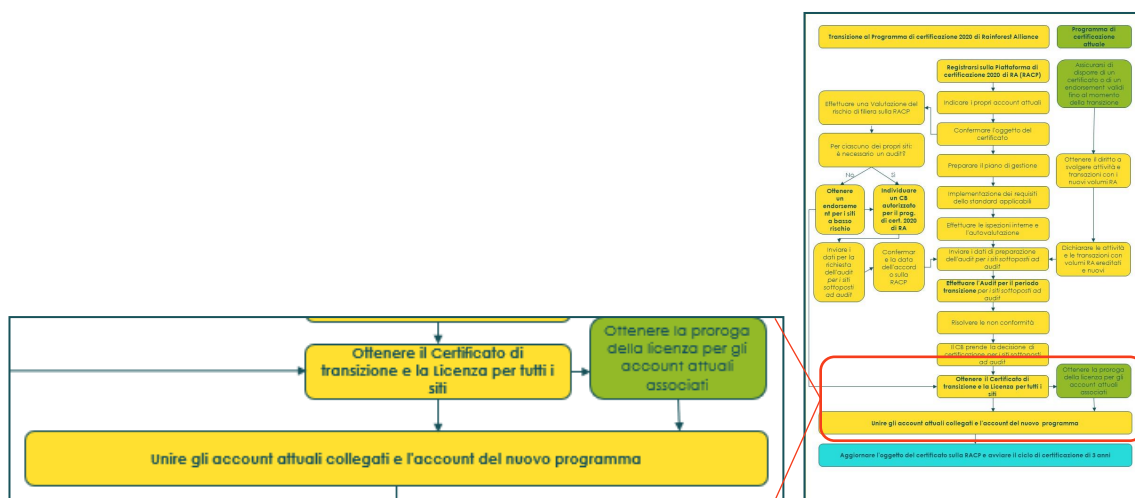 Ottenere il Certificato di
transizione e la Licenza per tutti i
siti
Ottenere la proroga
della licenza per gli
account attuali
associati
Unire gli account attuali collegati e l'account del nuovo programma
Transizione al Programma di certificazione 2020 di Rainforest Alliance
Programma di
certificazione
attuale
Registrarsi sulla Piattaforma di
certificazione 2020 di RA (RACP)
Assicurarsi di
disporre di un
certificato o di un
endorsement validi
fino al momento
della transizione
Effettuare una Valutazione del
rischio di filiera sulla RACP
Indicare i propri account attuali
Confermare l'oggetto del
certificato
Per ciascuno dei propri siti:
è necessario un audit?
Preparare il piano di gestione
Ottenere il diritto a
svolgere attività e
transazioni con i
nuovi volumi RA
No
Sì
Ottenere
un
endorseme
nt per i siti
a basso
rischio
Individuare
un CB
autorizzato
per il prog.
di cert. 2020
di RA
Implementazione dei requisiti
dello standard applicabili
Effettuare le ispezioni interne e
l'autovalutazione
Inviare i
dati per la
richiesta
dell'audit
per i siti
sottoposti
ad audit
Confermar
e la data
dell'accord
o sulla
RACP
Inviare i dati di preparazione
dell'audit per i siti sottoposti ad
audit
Dichiarare le attività
e le transazioni con
volumi RA ereditati
e nuovi
Effettuare l'Audit per il periodo
transizione per i siti sottoposti ad
audit
Risolvere le non conformità
Il CB prende la decisione di
certificazione per i siti sottoposti
ad audit
Ottenere il Certificato di
transizione e la Licenza per tutti i
siti
Ottenere la proroga
della licenza per gli
account attuali
associati
Unire gli account attuali collegati e l'account del nuovo programma
Aggiornare l'oggetto del certificato sulla RACP e avviare il ciclo di certificazione di 3 anni